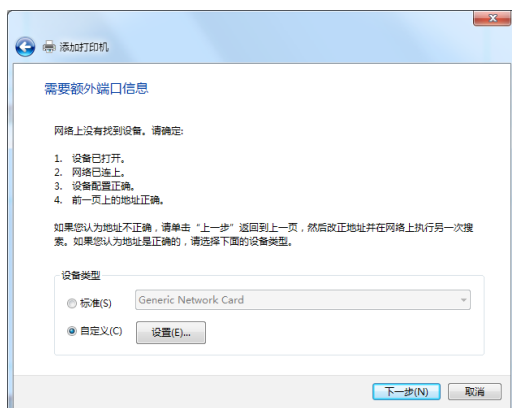 添加打印机
需要额外端口信息
网络上没有找到设备。请确定:
1. 设备已打开。
2. 网络已连上。
3. 设备配置正确。
4. 前一页上的地址正确。
如果您认为地址不正确，请单击“上一步”返回到上一页，然后改正地址并在网络上执行另一次搜
索。如果您认为地址是正确的，请选择下面的设备类型。
设备类型
标准(S) Generic Network Card
自定义(C) 设置(E)...
下一步(N) 取消